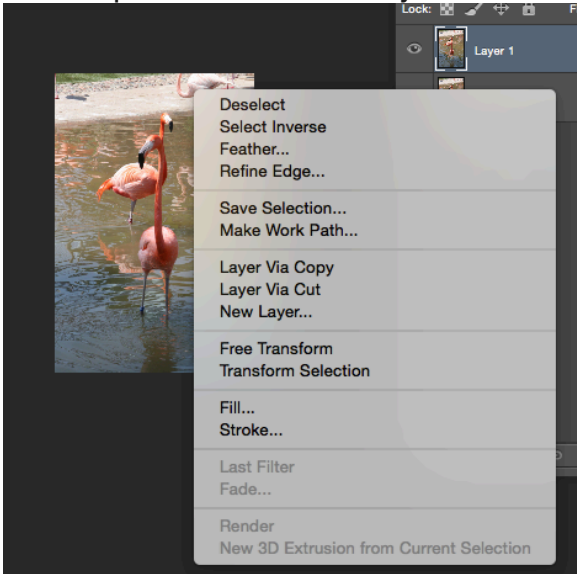 Lock:
F
Layer 1
Deselect
Select Inverse
Feather...
Refine Edge...
Save Selection...
Make Work Path...
Layer Via Copy
Layer Via Cut
New Layer...
Free Transform
Transform Selection
Fill...
Stroke...
Last Filter
Fade...
Render
New 3D Extrusion from Current Selection